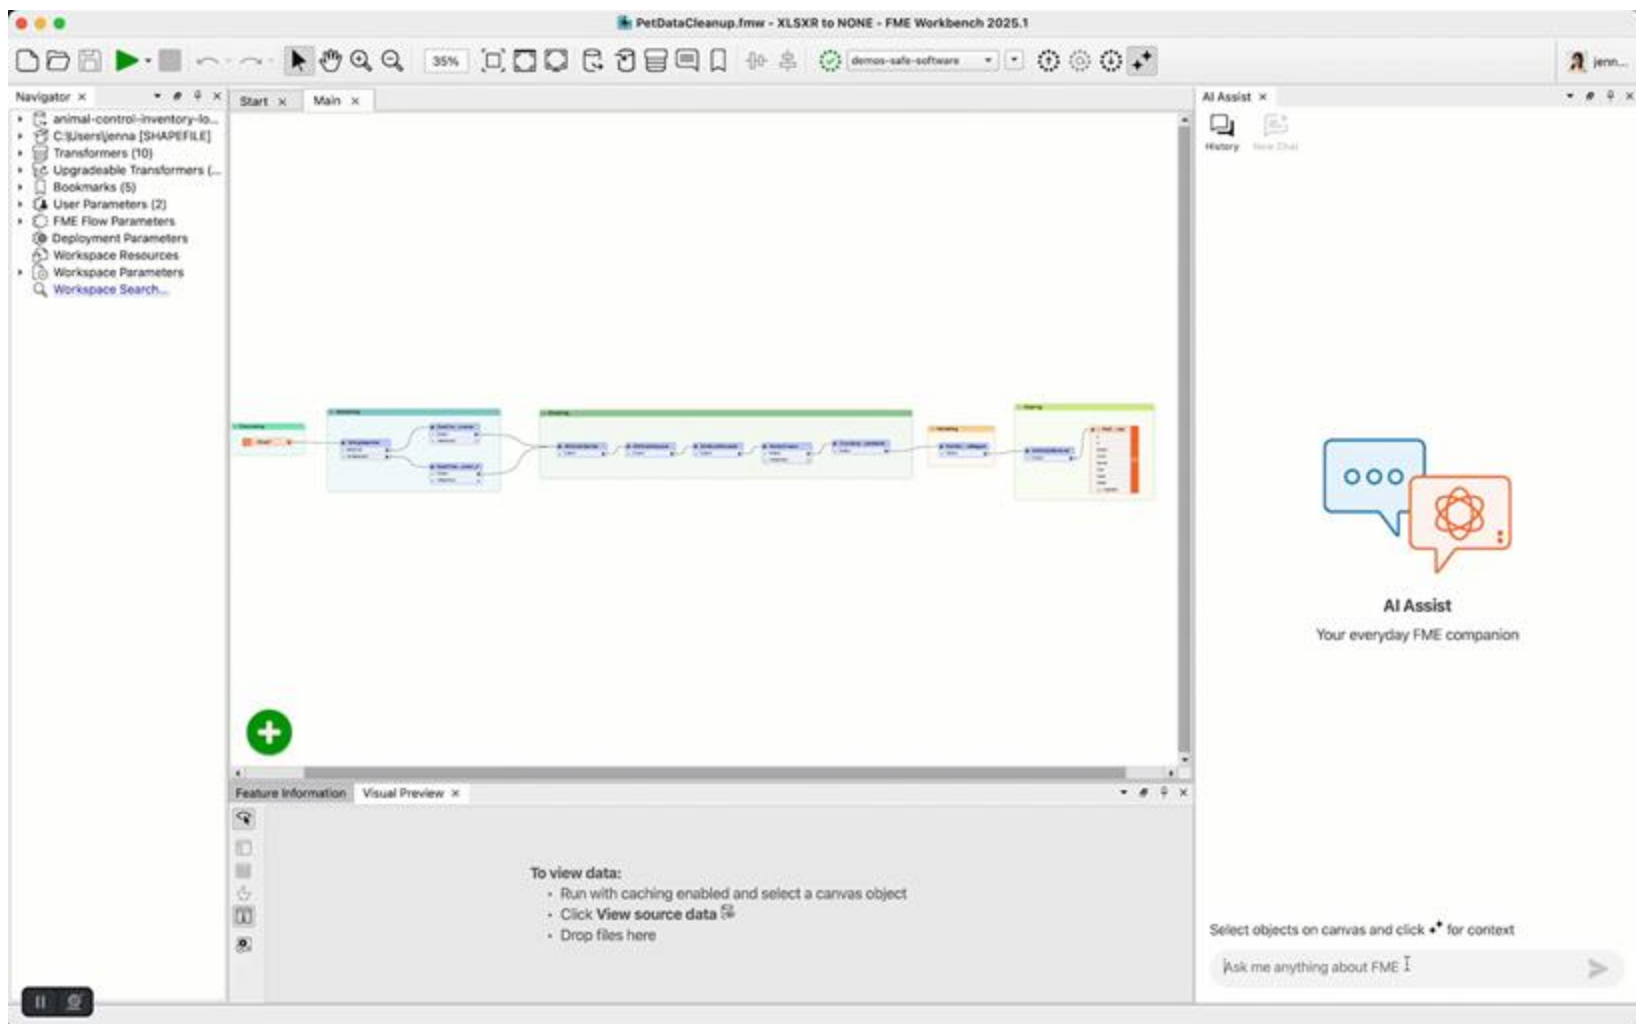 PetDataCleanup.fmw - XLSXR to NONE - FME Workbench 2025.1
35%
demos-safe-software
jenn...
Navigator
animal-control-inventory-lo...
C:\Users\jenna [SHAPEFILE]
Transformers (10)
Upgradeable Transformers (...
Bookmarks (5)
User Parameters (2)
FME Flow Parameters
Deployment Parameters
Workspace Resources
Workspace Parameters
Workspace Search...
Start
Main
Feature Information
Visual Preview
To view data:
• Run with caching enabled and select a canvas object
• Click View source data
• Drop files here
AI Assist
History
New Chat
AI Assist
Your everyday FME companion
Select objects on canvas and click for context
Ask me anything about FME